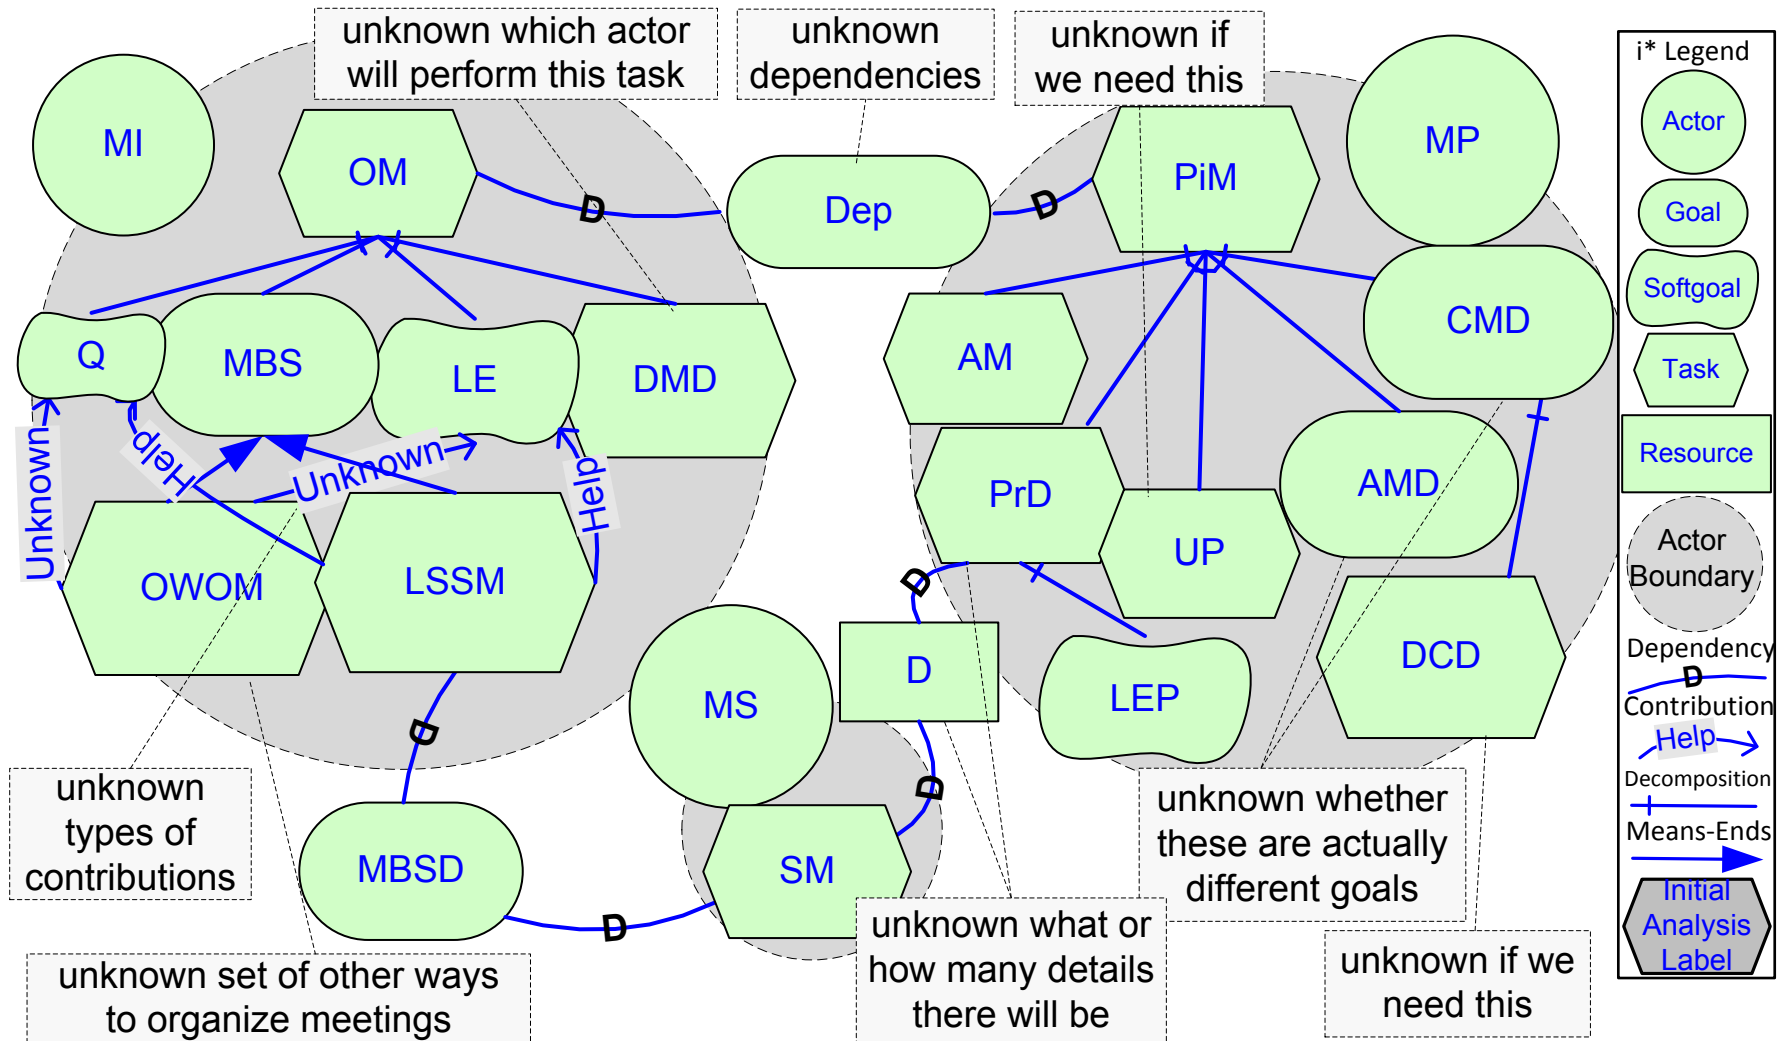 unknown which actor
will perform this task
unknown
dependencies
unknown if
we need this
i* Legend
Actor
Goal
Softgoal
Task
Resource
Actor
Boundary
Dependency
D
Contribution
Help
Decomposition
Means-Ends
Initial
Analysis
Label
MI
OM
D
Dep
D
PiM
MP
Q
MBS
LE
DMD
AM
CMD
Unknown
Help
Unknown
Help
PrD
AMD
UP
OWOM
LSSM
D
D
LEP
DCD
MS
D
D
MBSD
D
SM
unknown
types of
contributions
unknown set of other ways
to organize meetings
unknown what or
how many details
there will be
unknown whether
these are actually
different goals
unknown if we
need this